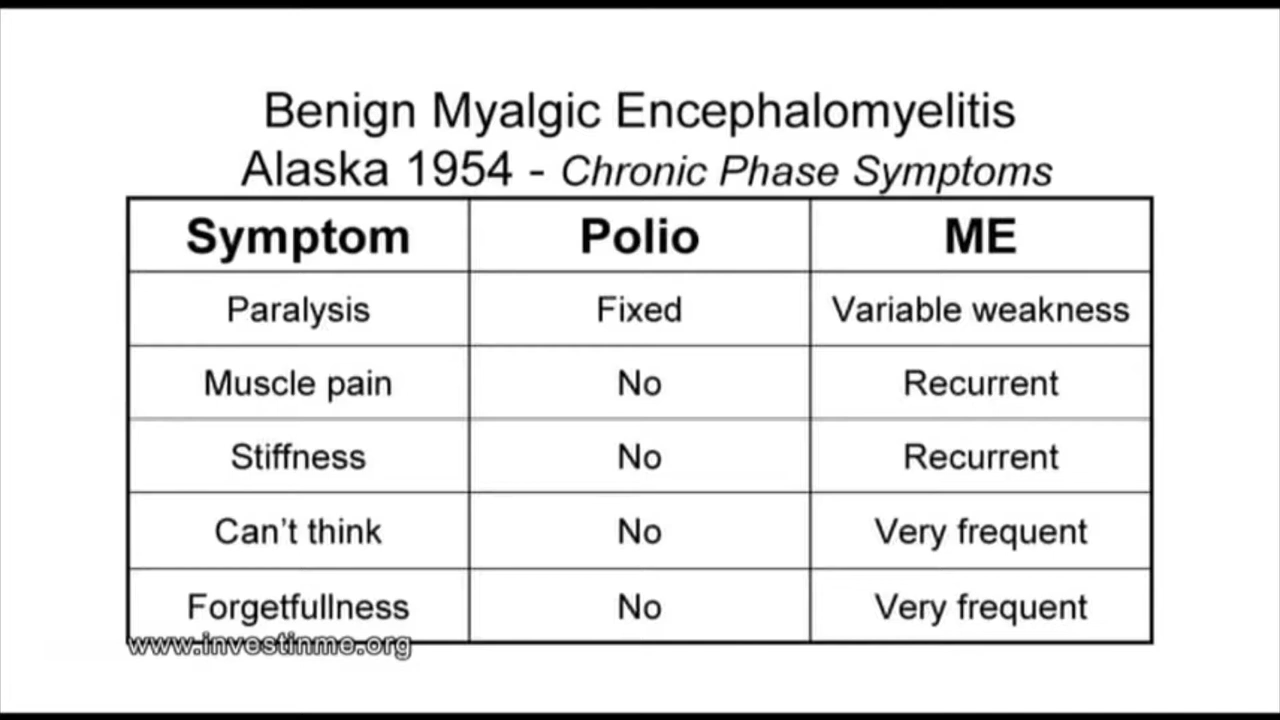 Benign Myalgic Encephalomyelitis
Alaska 1954 - Chronic Phase Symptoms
Symptom Polio ME
Paralysis Fixed Variable weakness
Muscle pain No Recurrent
Stiffness No Recurrent
Can’t think No Very frequent
Forgetfullness No Very frequent
www.investinme.org